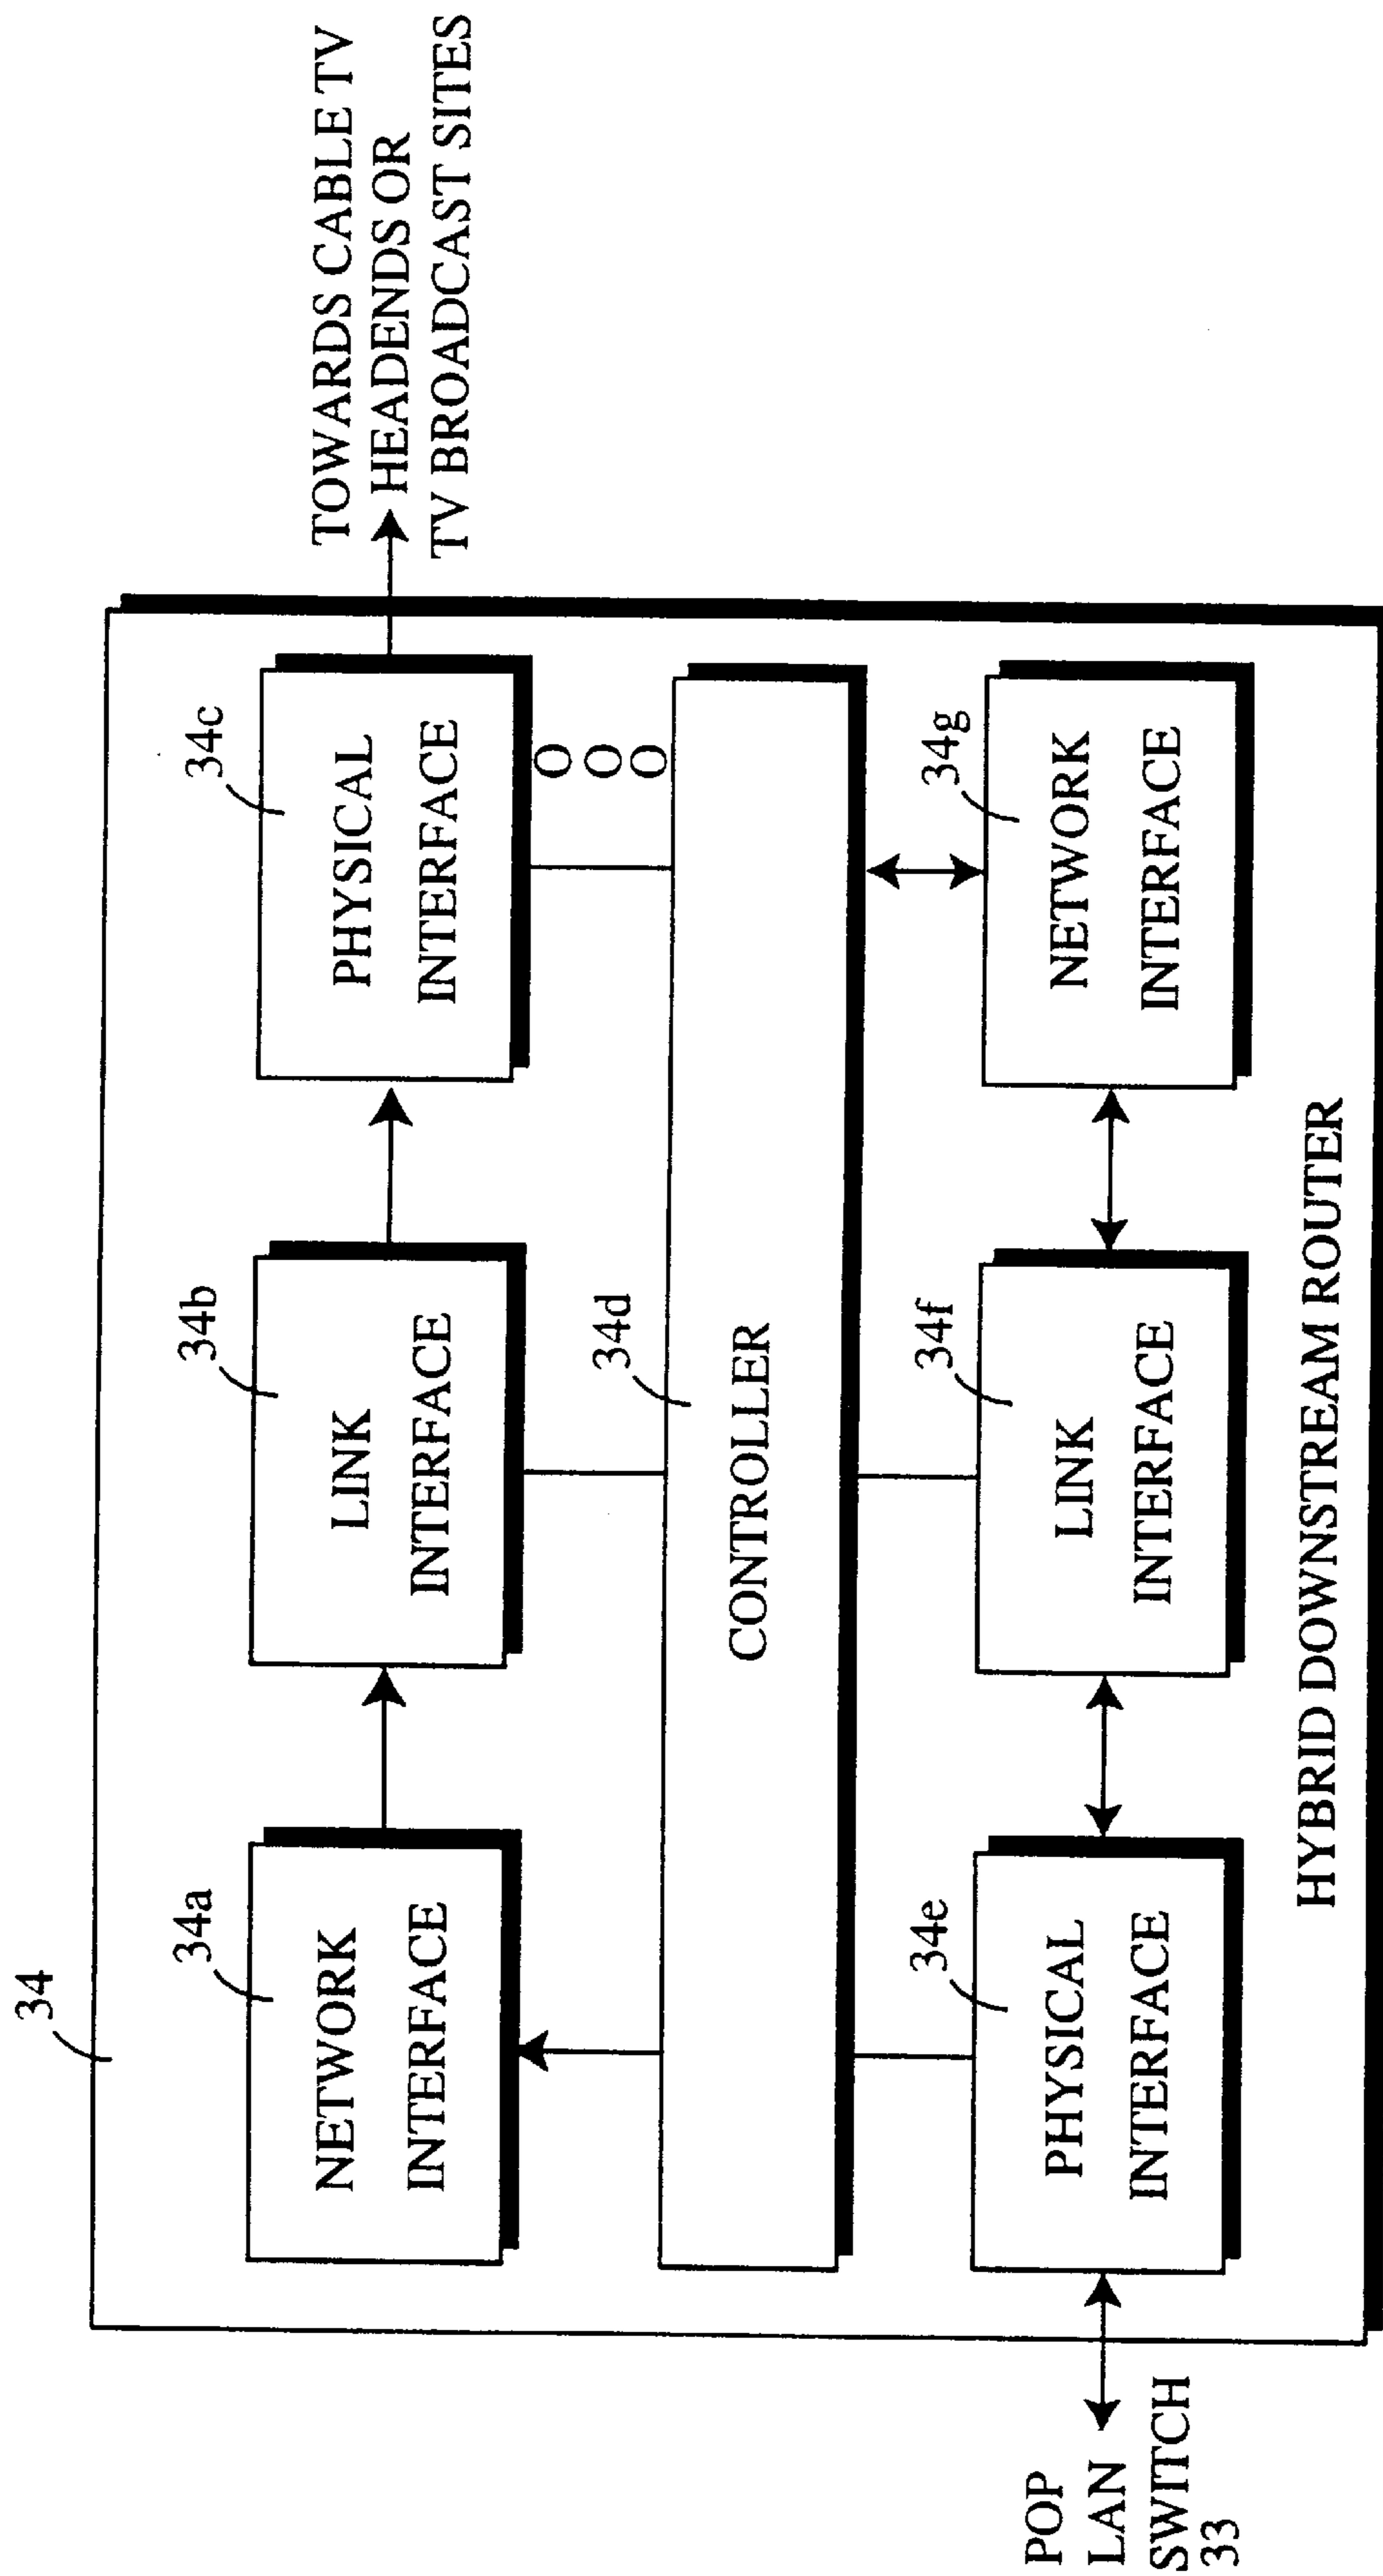 34
34a
NETWORK
INTERFACE
34b
LINK
INTERFACE
34c
PHYSICAL
INTERFACE
TOWARDS CABLE TV
HEADENDS OR
TV BROADCAST SITES
O O O
34d
CONTROLLER
34e
PHYSICAL
INTERFACE
34f
LINK
INTERFACE
34g
NETWORK
INTERFACE
POP
LAN
SWITCH
33
HYBRID DOWNSTREAM ROUTER